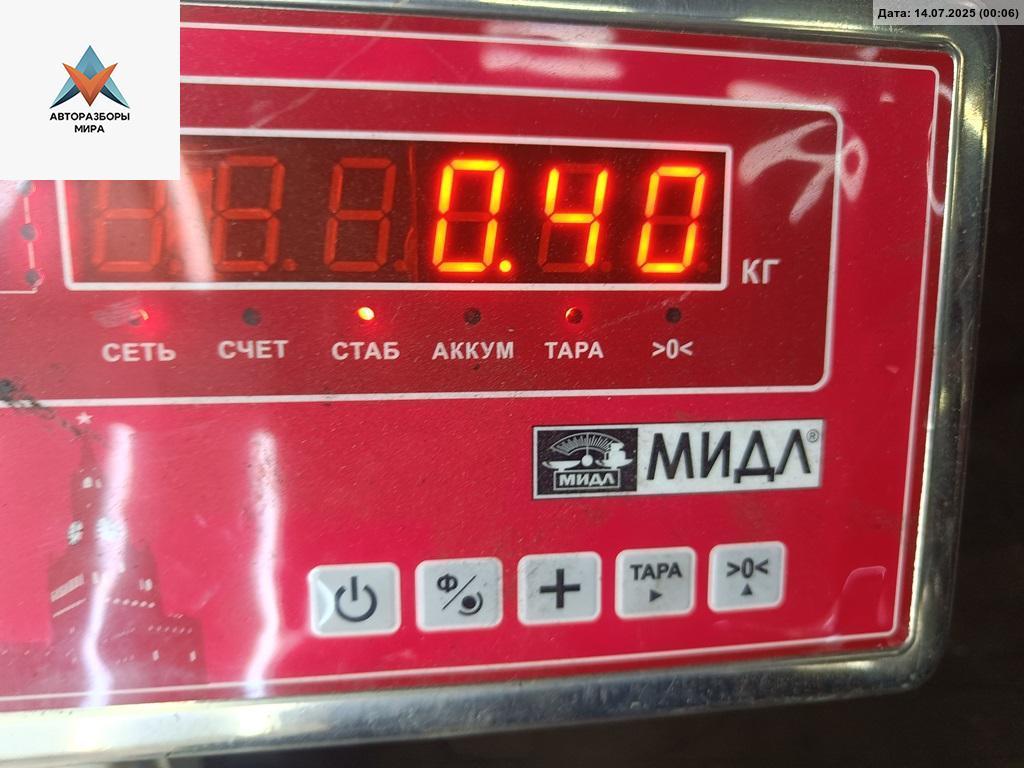 Дата: 14.07.2025 (00:06)
АВТОРАЗБОРЫ
МИРА
0.40
КГ
СЕТЬ СЧЕТ СТАБ АККУМ ТАРА >0<
МИДЛ МИДЛ®
Ф ТАРА >0<